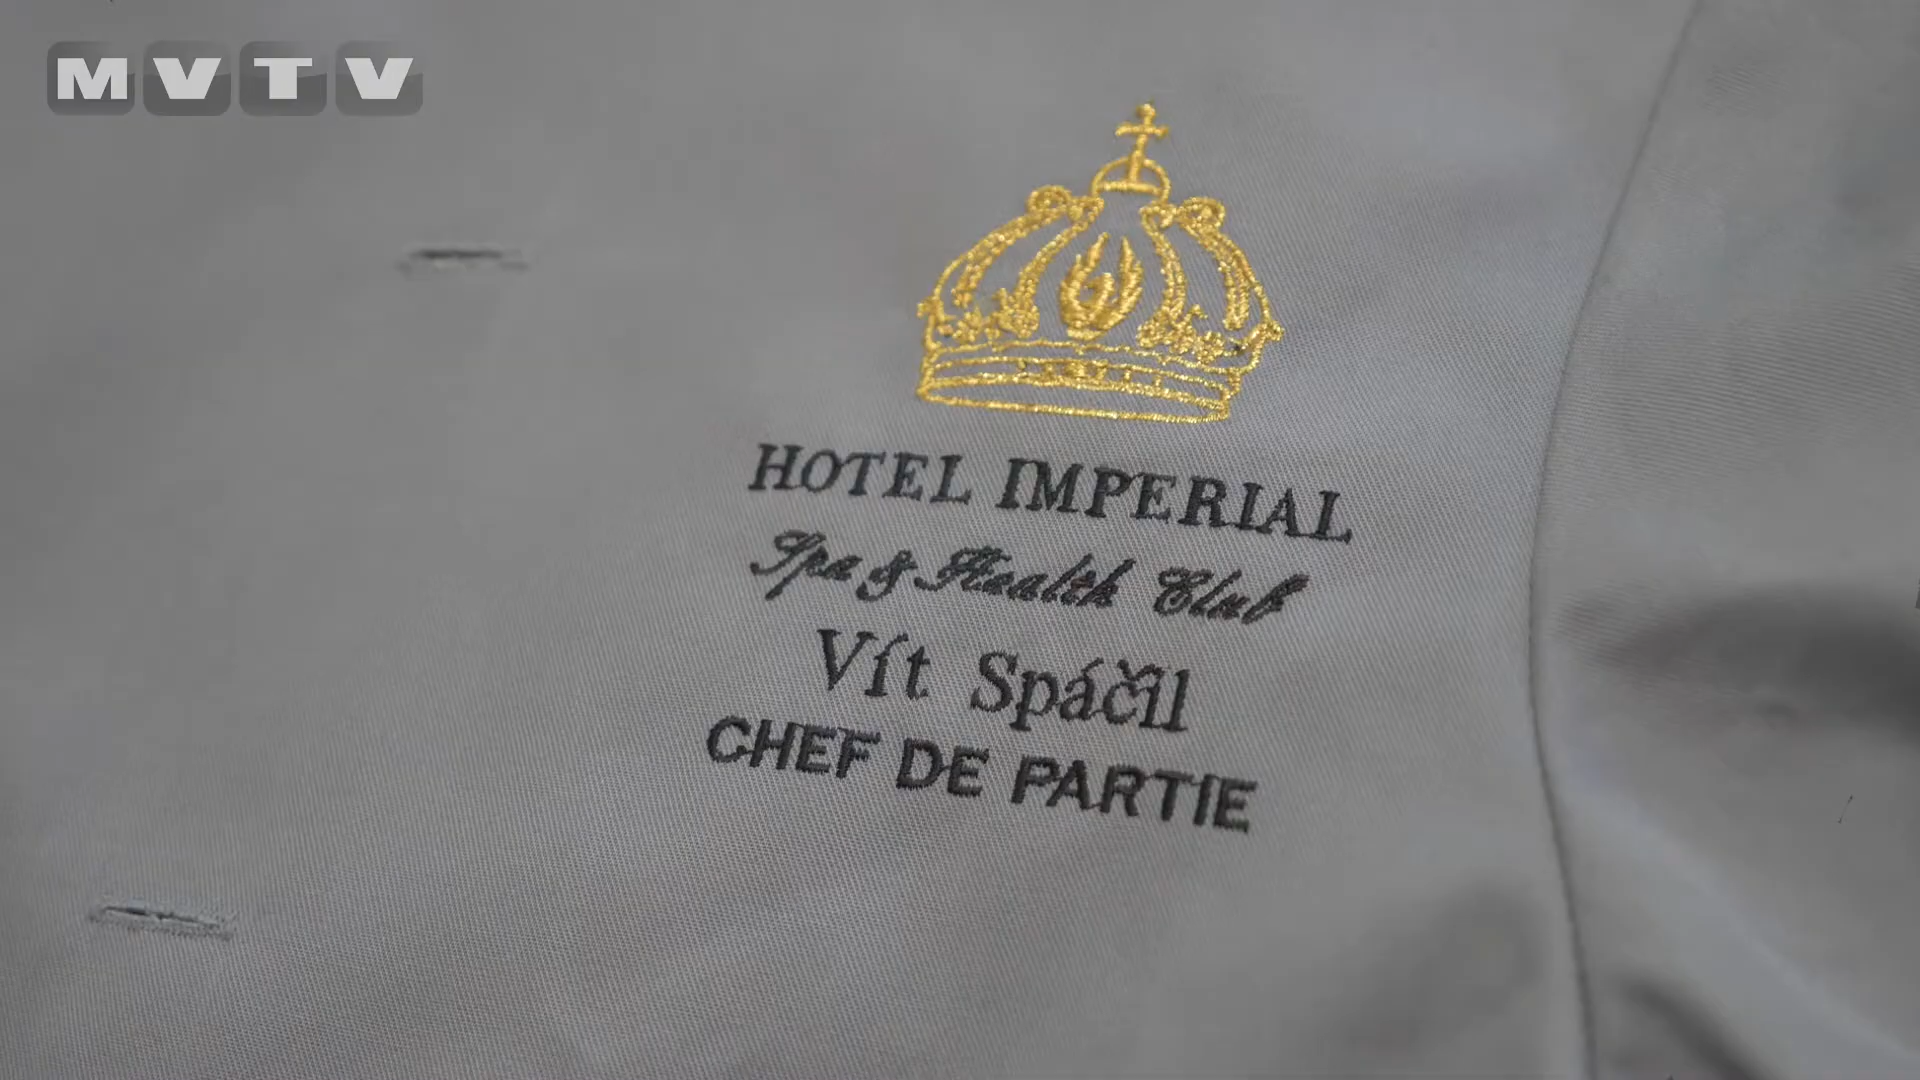 MVTV
HOTEL IMPERIAL
Spa & Health Club
Vít Spáčil
CHEF DE PARTIE